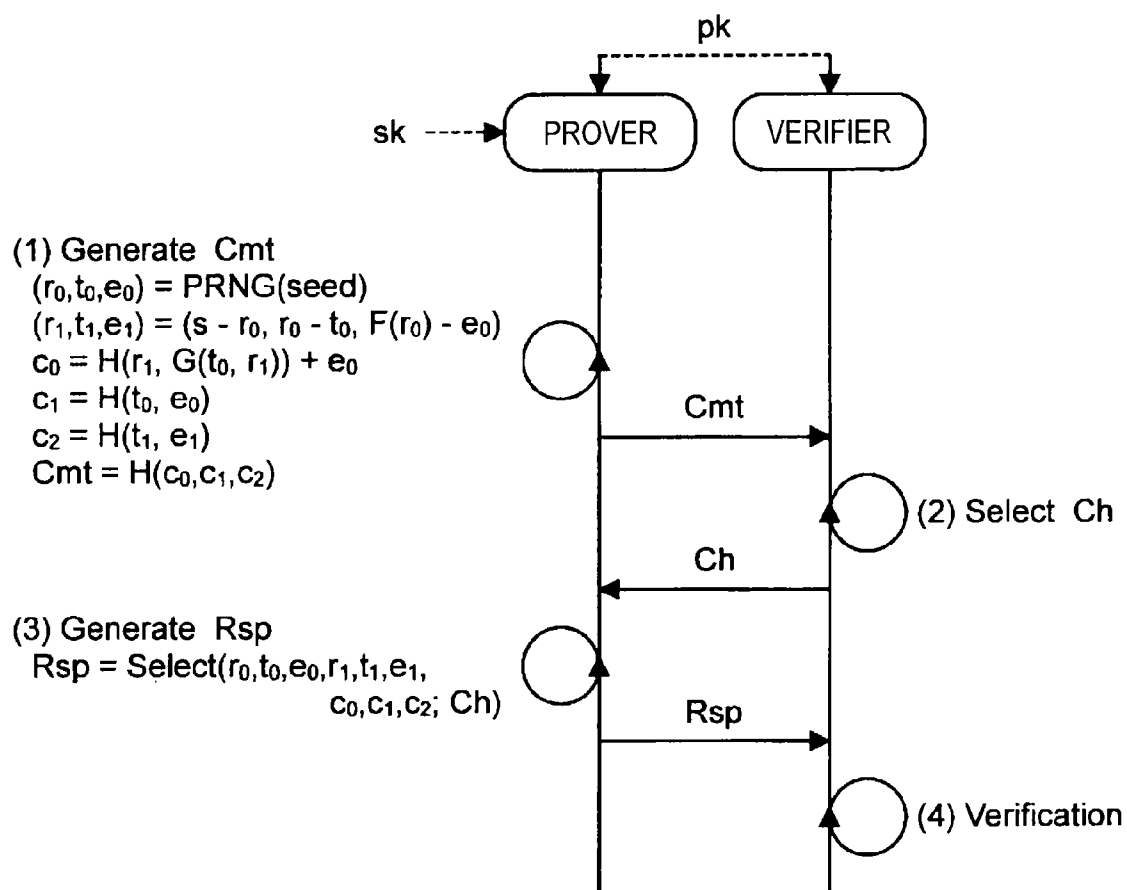 pk
sk
PROVER
VERIFIER
(1) Generate Cmt
(r₀,t₀,e₀) = PRNG(seed)
(r₁,t₁,e₁) = (s - r₀, r₀ - t₀, F(r₀) - e₀)
c₀ = H(r₁, G(t₀, r₁)) + e₀
c₁ = H(t₀, e₀)
c₂ = H(t₁, e₁)
Cmt = H(c₀,c₁,c₂)
Cmt
(2) Select Ch
Ch
(3) Generate Rsp
Rsp = Select(r₀,t₀,e₀,r₁,t₁,e₁,
c₀,c₁,c₂; Ch)
Rsp
(4) Verification